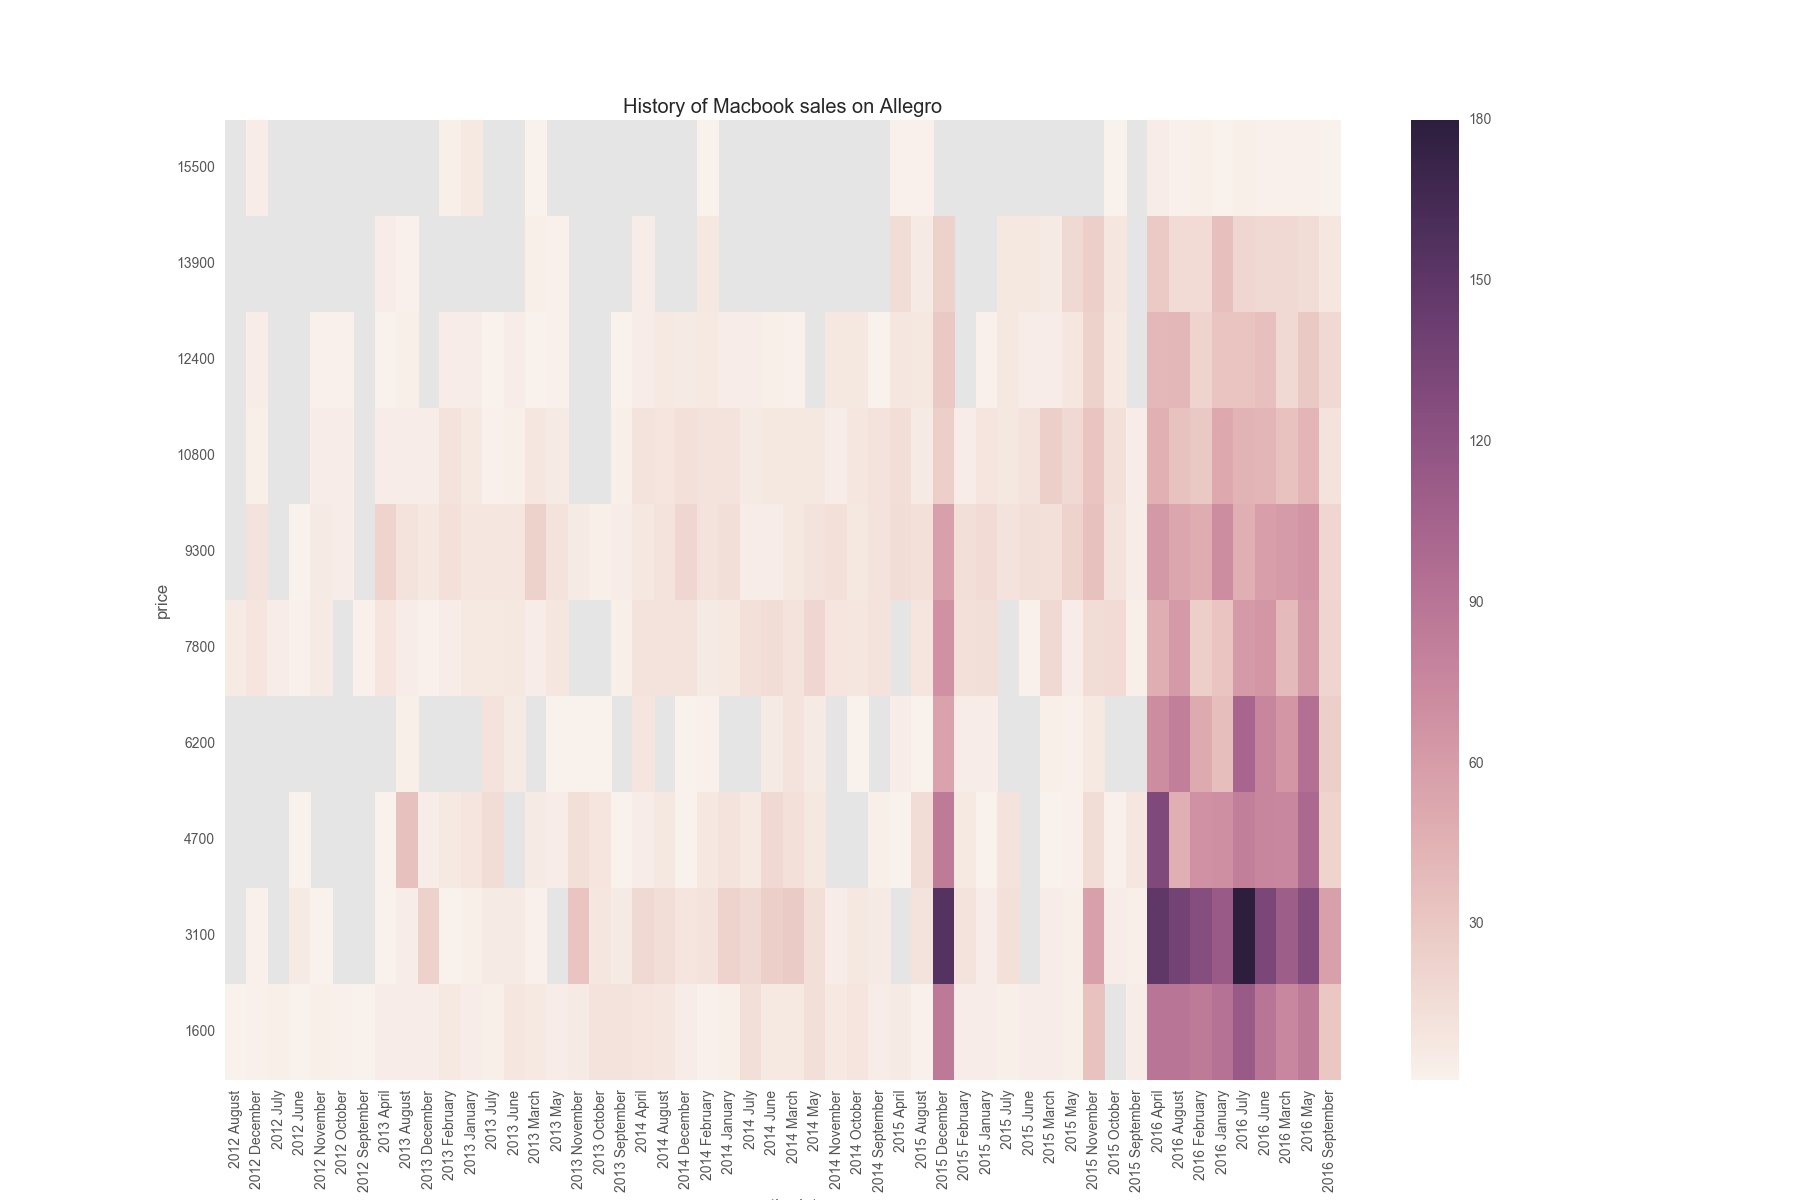 History of Macbook sales on Allegro
price
15500
13900
12400
10800
9300
7800
6200
4700
3100
1600
180
150
120
90
60
30
2012 August
2012 December
2012 July
2012 June
2012 November
2012 October
2012 September
2013 April
2013 August
2013 December
2013 February
2013 January
2013 July
2013 June
2013 March
2013 May
2013 November
2013 October
2013 September
2014 April
2014 August
2014 December
2014 February
2014 January
2014 July
2014 June
2014 March
2014 May
2014 November
2014 October
2014 September
2015 April
2015 August
2015 December
2015 February
2015 January
2015 July
2015 June
2015 March
2015 May
2015 November
2015 October
2015 September
2016 April
2016 August
2016 February
2016 January
2016 July
2016 June
2016 March
2016 May
2016 September